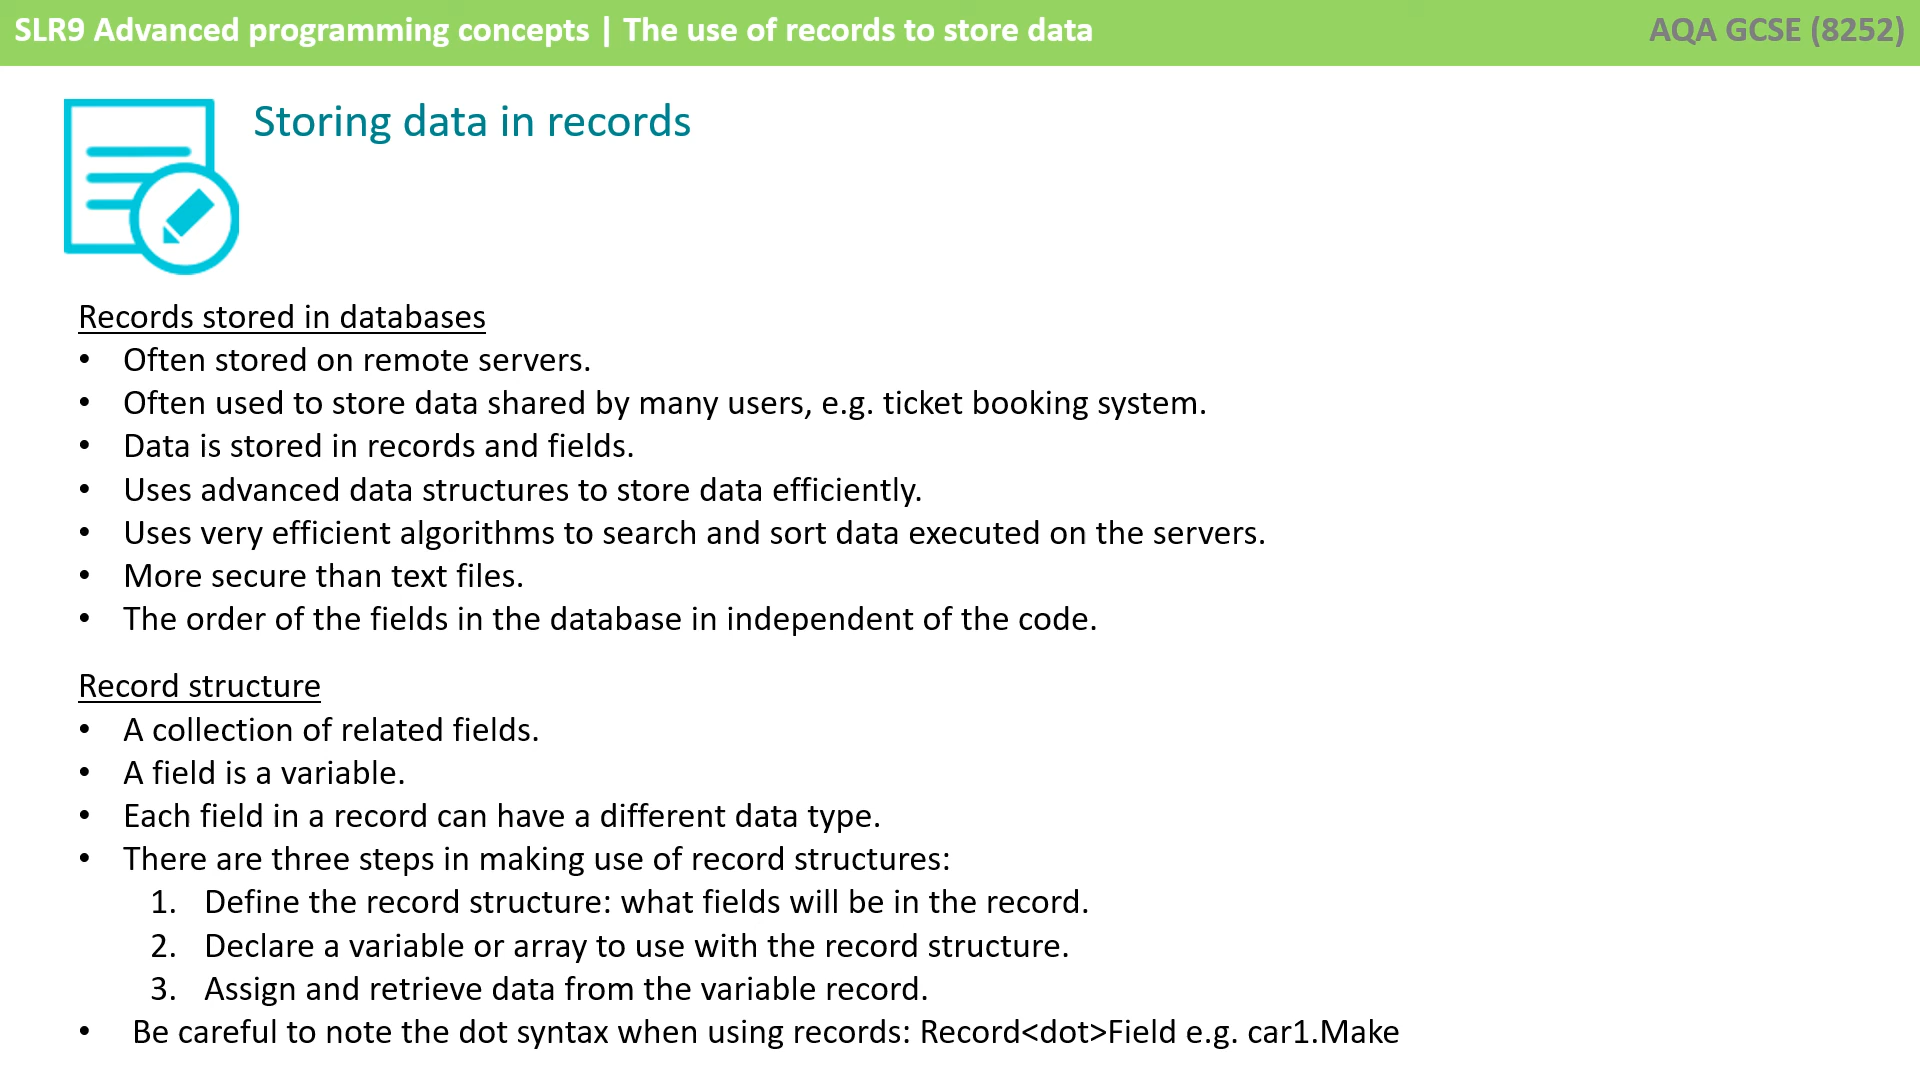 SLR9 Advanced programming concepts | The use of records to store data
AQA GCSE (8252)
Storing data in records
Records stored in databases
• Often stored on remote servers.
• Often used to store data shared by many users, e.g. ticket booking system.
• Data is stored in records and fields.
• Uses advanced data structures to store data efficiently.
• Uses very efficient algorithms to search and sort data executed on the servers.
• More secure than text files.
• The order of the fields in the database in independent of the code.
Record structure
• A collection of related fields.
• A field is a variable.
• Each field in a record can have a different data type.
• There are three steps in making use of record structures:
1. Define the record structure: what fields will be in the record.
2. Declare a variable or array to use with the record structure.
3. Assign and retrieve data from the variable record.
• Be careful to note the dot syntax when using records: Record<dot>Field e.g. car1.Make